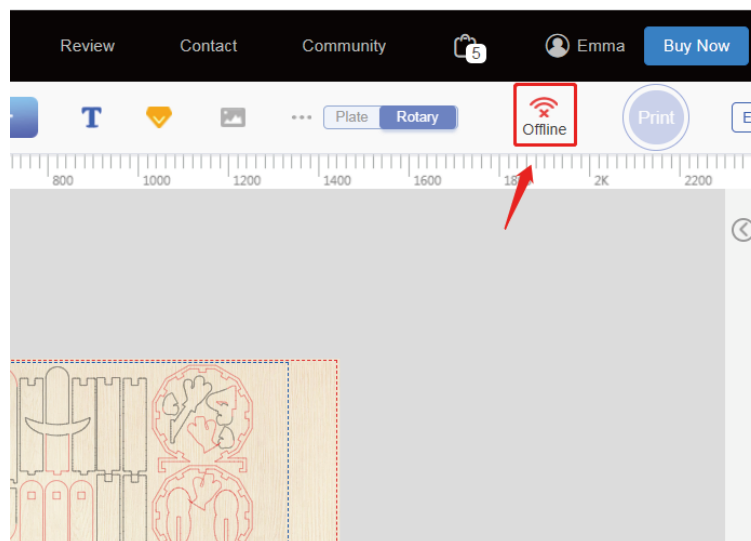 Review Contact Community 5 Emma Buy Now
T Plate Rotary Offline Print E
800 1000 1200 1400 1600 2K 2200